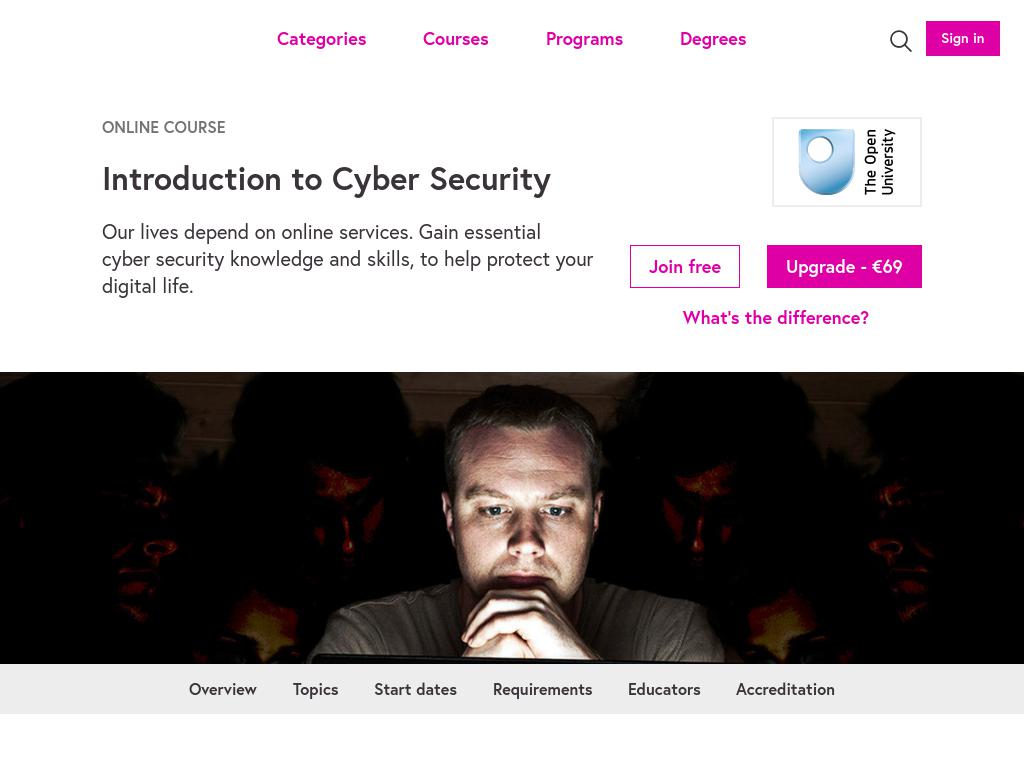 Categories
Courses
Programs
Degrees
Sign in
ONLINE COURSE
Introduction to Cyber Security
Our lives depend on online services. Gain essential
cyber security knowledge and skills, to help protect your
digital life.
The Open
University
Join free
Upgrade - €69
What's the difference?
Overview
Topics
Start dates
Requirements
Educators
Accreditation